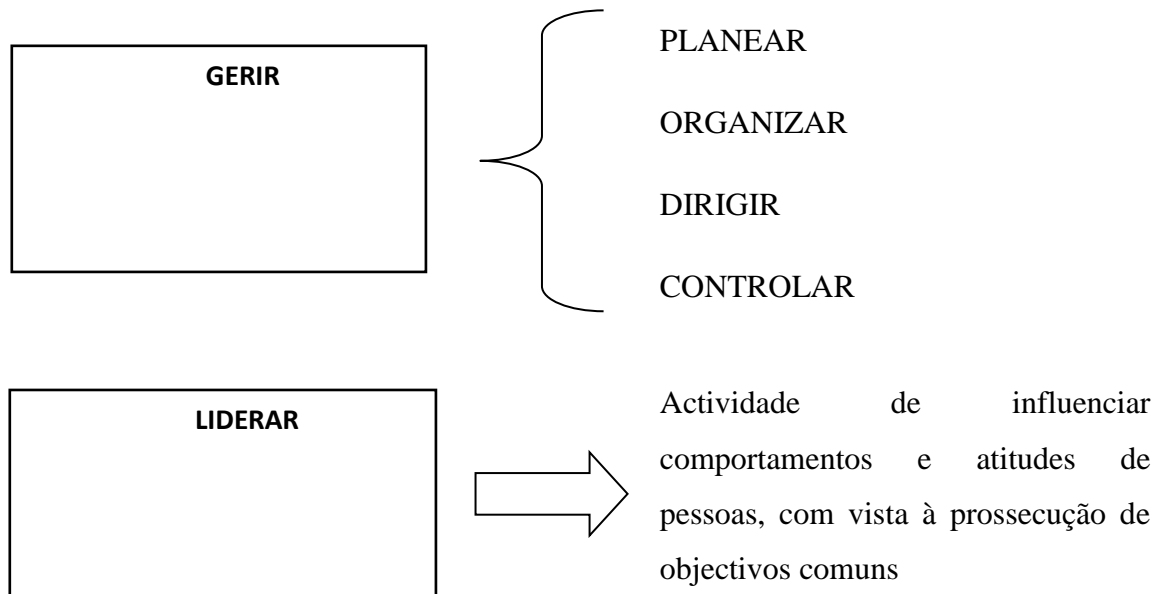 GERIR
PLANEAR
ORGANIZAR
DIRIGIR
CONTROLAR
LIDERAR
Actividade de influenciar
comportamentos e atitudes de
pessoas, com vista à prossecução de
objectivos comuns